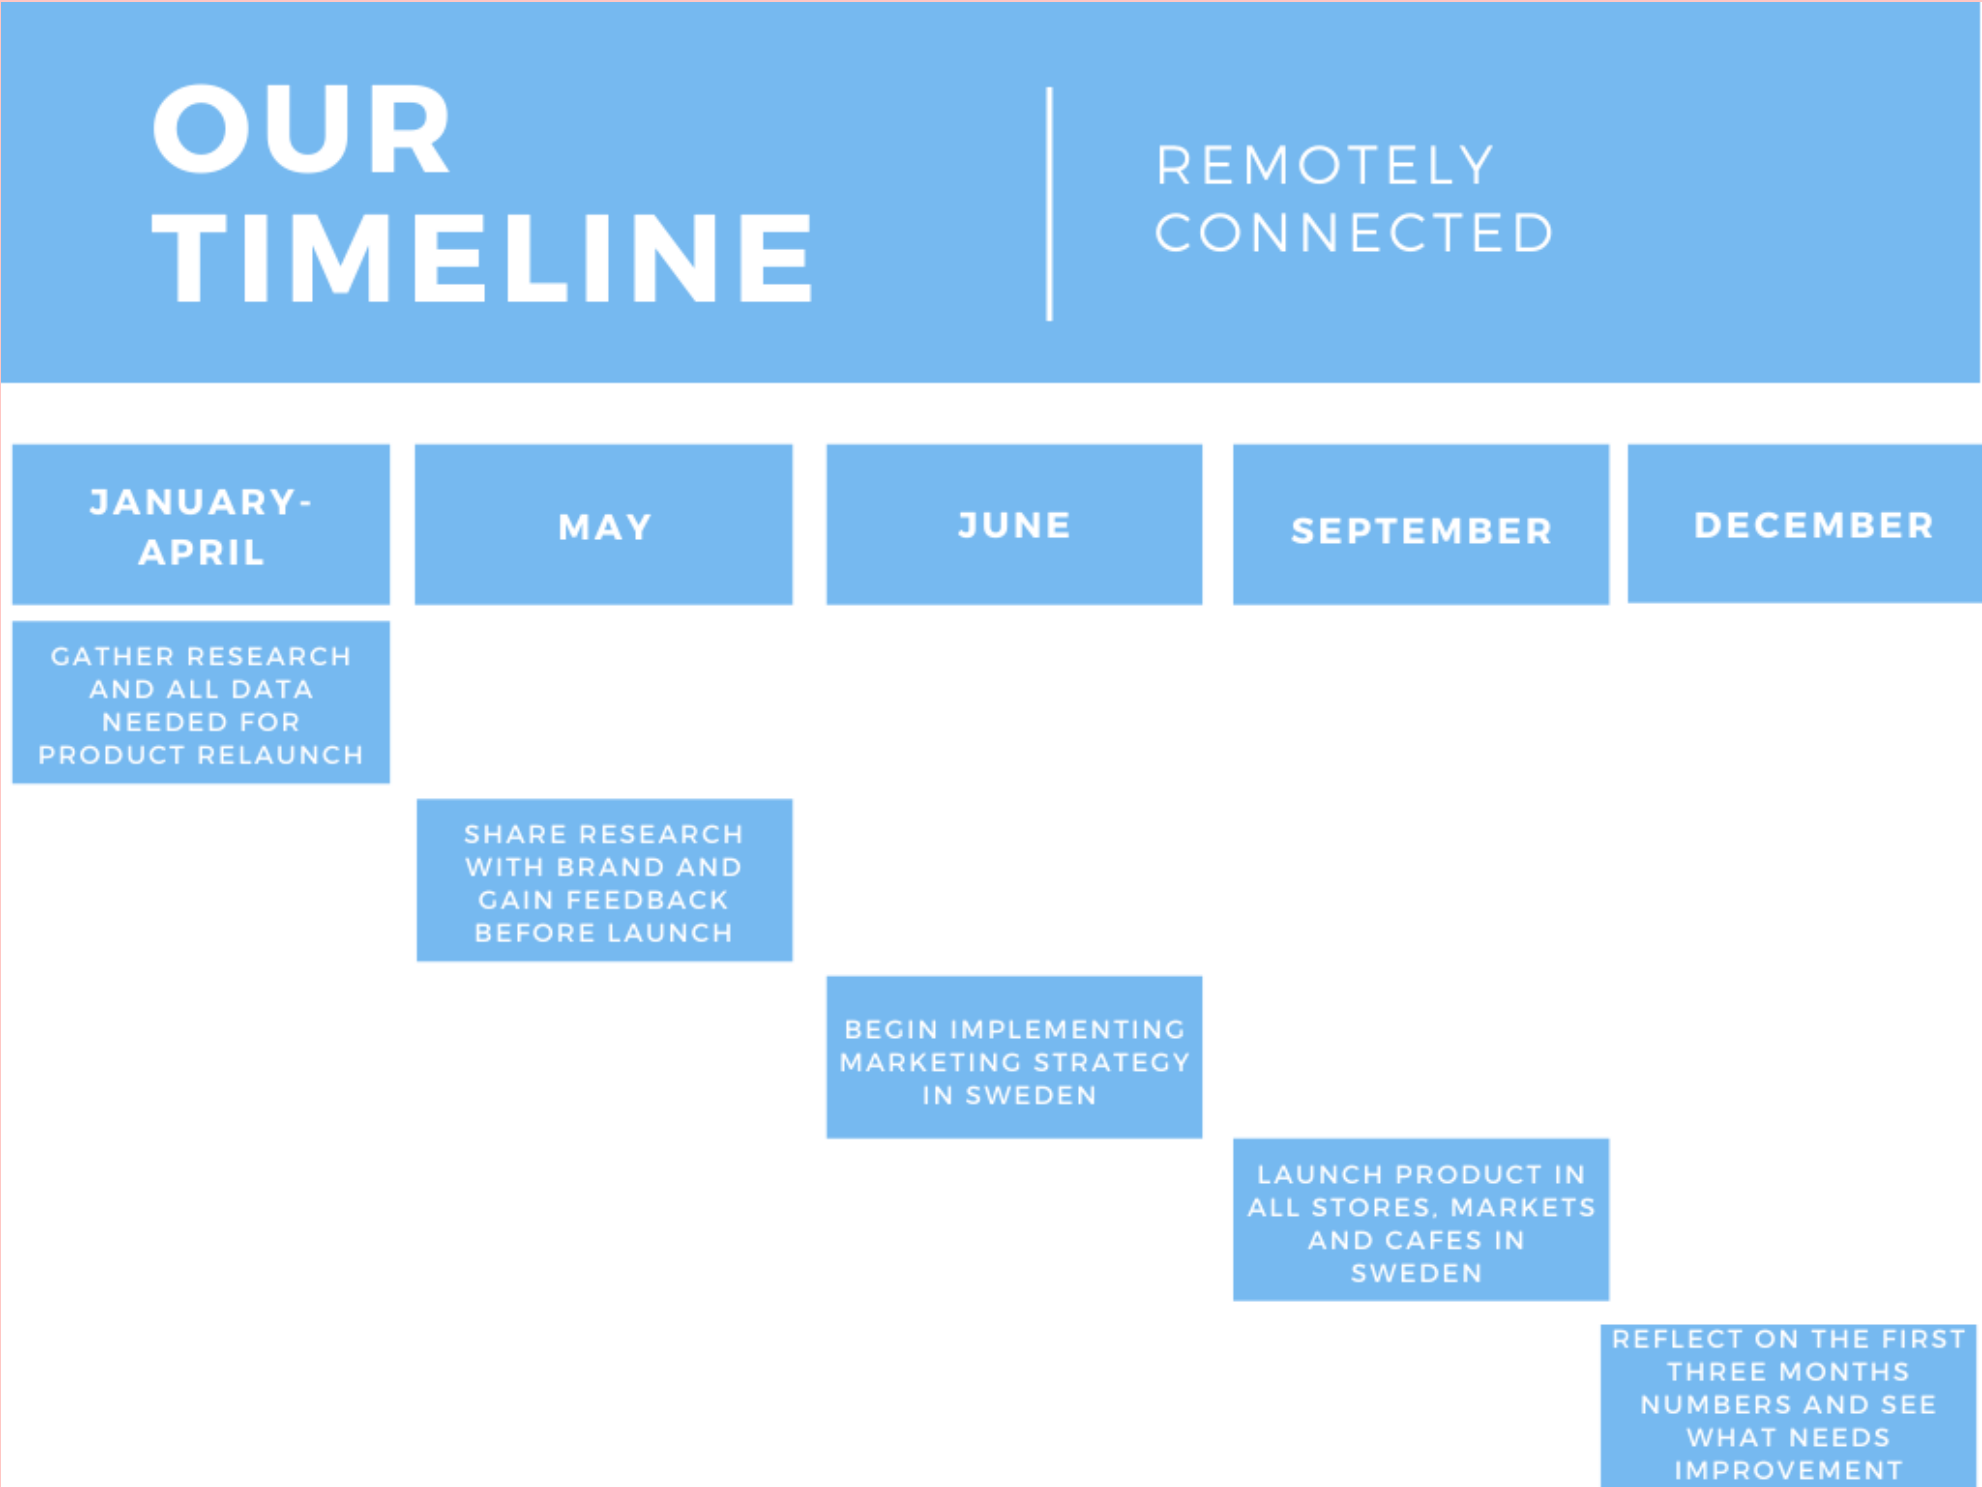 OUR
TIMELINE
REMOTELY
CONNECTED
JANUARY-
APRIL
MAY
JUNE
SEPTEMBER
DECEMBER
GATHER RESEARCH
AND ALL DATA
NEEDED FOR
PRODUCT RELAUNCH
SHARE RESEARCH
WITH BRAND AND
GAIN FEEDBACK
BEFORE LAUNCH
BEGIN IMPLEMENTING
MARKETING STRATEGY
IN SWEDEN
LAUNCH PRODUCT IN
ALL STORES, MARKETS
AND CAFES IN
SWEDEN
REFLECT ON THE FIRST
THREE MONTHS
NUMBERS AND SEE
WHAT NEEDS
IMPROVEMENT